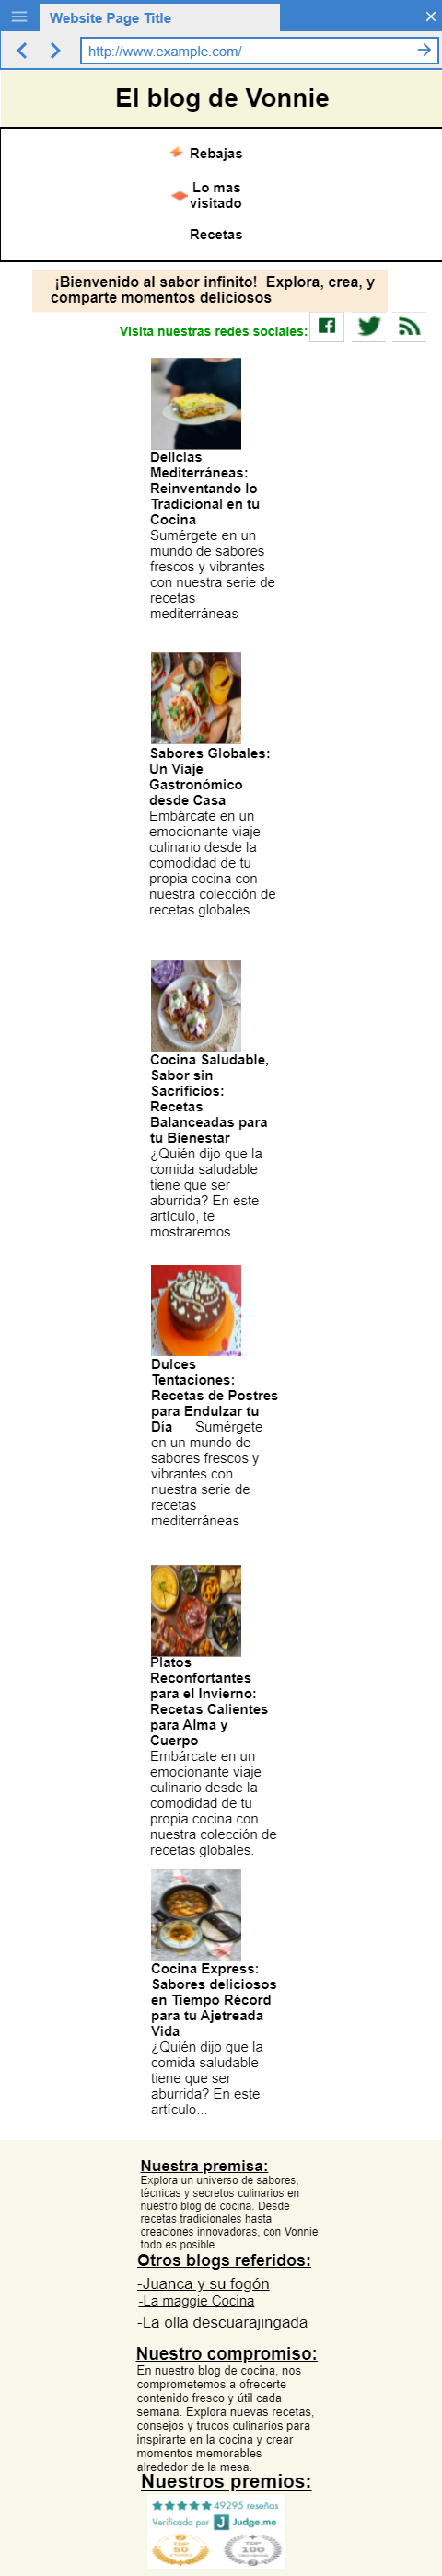 Website Page Title
http://www.example.com/
El blog de Vonnie
Rebajas
Lo mas
visitado
Recetas
¡Bienvenido al sabor infinito! Explora, crea, y
comparte momentos deliciosos
Visita nuestras redes sociales:
Delicias
Mediterráneas:
Reinventando lo
Tradicional en tu
Cocina
Sumérgete en un
mundo de sabores
frescos y vibrantes
con nuestra serie de
recetas
mediterráneas
Sabores Globales:
Un Viaje
Gastronómico
desde Casa
Embárcate en un
emocionante viaje
culinario desde la
comodidad de tu
propia cocina con
nuestra colección de
recetas globales
Cocina Saludable,
Sabor sin
Sacrificios:
Recetas
Balanceadas para
tu Bienestar
¿Quién dijo que la
comida saludable
tiene que ser
aburrida? En este
artículo, te
mostraremos...
Dulces
Tentaciones:
Recetas de Postres
para Endulzar tu
Día Sumérgete
en un mundo de
sabores frescos y
vibrantes con
nuestra serie de
recetas
mediterráneas
Platos
Reconfortantes
para el Invierno:
Recetas Calientes
para Alma y
Cuerpo
Embárcate en un
emocionante viaje
culinario desde la
comodidad de tu
propia cocina con
nuestra colección de
recetas globales.
Cocina Express:
Sabores deliciosos
en Tiempo Récord
para tu Ajetreada
Vida
¿Quién dijo que la
comida saludable
tiene que ser
aburrida? En este
artículo...
Nuestra premisa:
Explora un universo de sabores,
técnicas y secretos culinarios en
nuestro blog de cocina. Desde
recetas tradicionales hasta
creaciones innovadoras, con Vonnie
todo es posible
Otros blogs referidos:
-Juanca y su fogón
-La maggie Cocina
-La olla descuarajingada
Nuestro compromiso:
En nuestro blog de cocina, nos
comprometemos a ofrecerte
contenido fresco y útil cada
semana. Explora nuevas recetas,
consejos y trucos culinarios para
inspirarte en la cocina y crear
momentos memorables
alrededor de la mesa.
Nuestros premios:
49295 reseñas
Verificada por J Judge.me
TOP 50 TOP 100